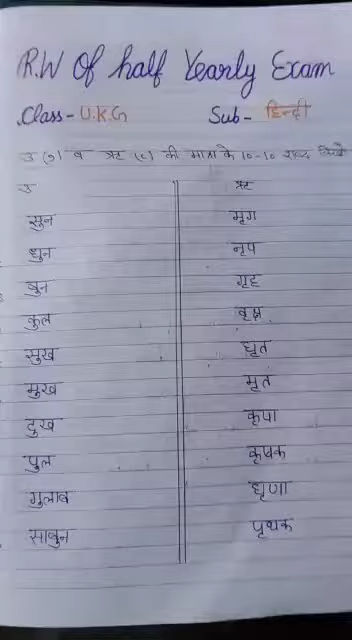 R.W Of half Yearly Exam
Class - U.K.G Sub - हिन्दी
उ (ु) व ऋ (ृ) की मात्रा के 10-10 शब्द लिखो
उ ऋ
सुन मृग
धुन नृप
बुन गृह
कुल वृक्ष
सुख घृत
मुख मृत
दुख कृपा
पुल कृषक
गुलाब घृणा
साबुन पृथक